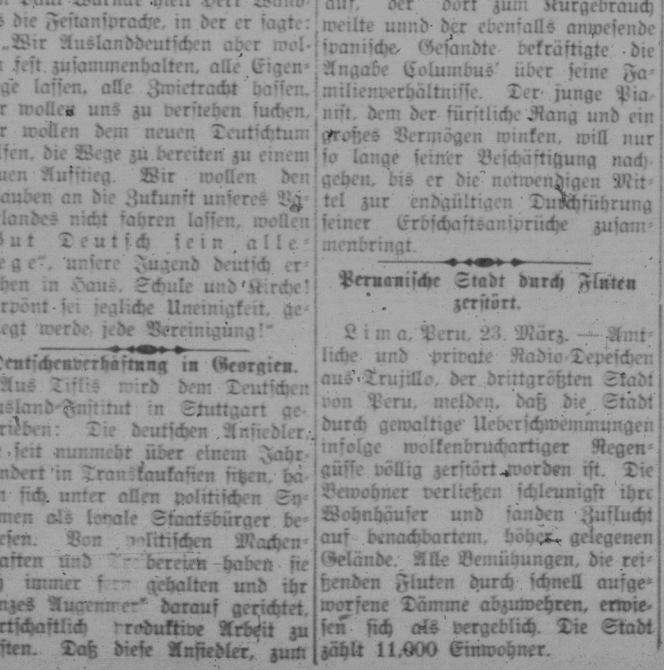 die Festansprache, in der er sagte:
„Wir Auslanddeutschen aber wol-
fest zusammenhalten, alle Eigen-
lassen, alle Zwietracht hassen.
wollen uns zu verstehen suchen,
wollen dem neuen Deutschtum
die Wege zu bereiten zu einem
Aufstieg. Wir wollen den
an die Zukunft unseres Va-
nicht fahren lassen, wollen
Deutsch sein alle-
unsere Jugend deutsch er-
in Haus, Schule und Kirche!
sei jegliche Uneinigkeit, ge-
werde jede Vereinigung!“
Deutschenverhaftung in Georgien.
Aus Tiflis wird dem Deutschen
Ausland-Institut in Stuttgart ge-
Die deutschen Ansiedler,
seit nunmehr über einem Jahr-
in Transkaukasien sitzen, ha-
sich unter allen politischen Sy-
als loyale Staatsbürger be-
Von politischen Machen-
und haben sie
immer fern gehalten und ihr
Augenmerk darauf gerichtet,
produktive Arbeit zu
Daß diese Ansiedler, zum
auf, der dort zum Kurgebrauch
weilte unnd der ebenfalls anwesende
spanische Gesandte bekräftigte die
Angabe Columbus' über seine Fa-
milienverhältnisse. Der junge Pia-
nist, dem der fürstliche Rang und ein
großes Vermögen winken, will nur
so lange seiner Beschäftigung nach-
gehen, bis er die notwendigen Mit-
tel zur endgültigen Durchführung
seiner Erbschaftsansprüche zusam-
menbringt.
Peruanische Stadt durch Fluten
zerstört.
Lima, Peru, 23. März. — Amt-
liche und private Radio-Depeschen
aus Trujillo, der drittgrößten Stadt
von Peru, melden, daß die Stadt
durch gewaltige Ueberschwemmungen
infolge wolkenbruchartiger Regen-
güsse völlig zerstört worden ist. Die
Bewohner verließen schleunigst ihre
Wohnhäuser und fanden Zuflucht
auf benachbartem, höher gelegenen
Gelände. Alle Bemühungen, die rei-
ßenden Fluten durch schnell aufge-
worfene Dämme abzuwehren, erwie-
sen sich als vergeblich. Die Stadt
zählt 11,000 Einwohner.